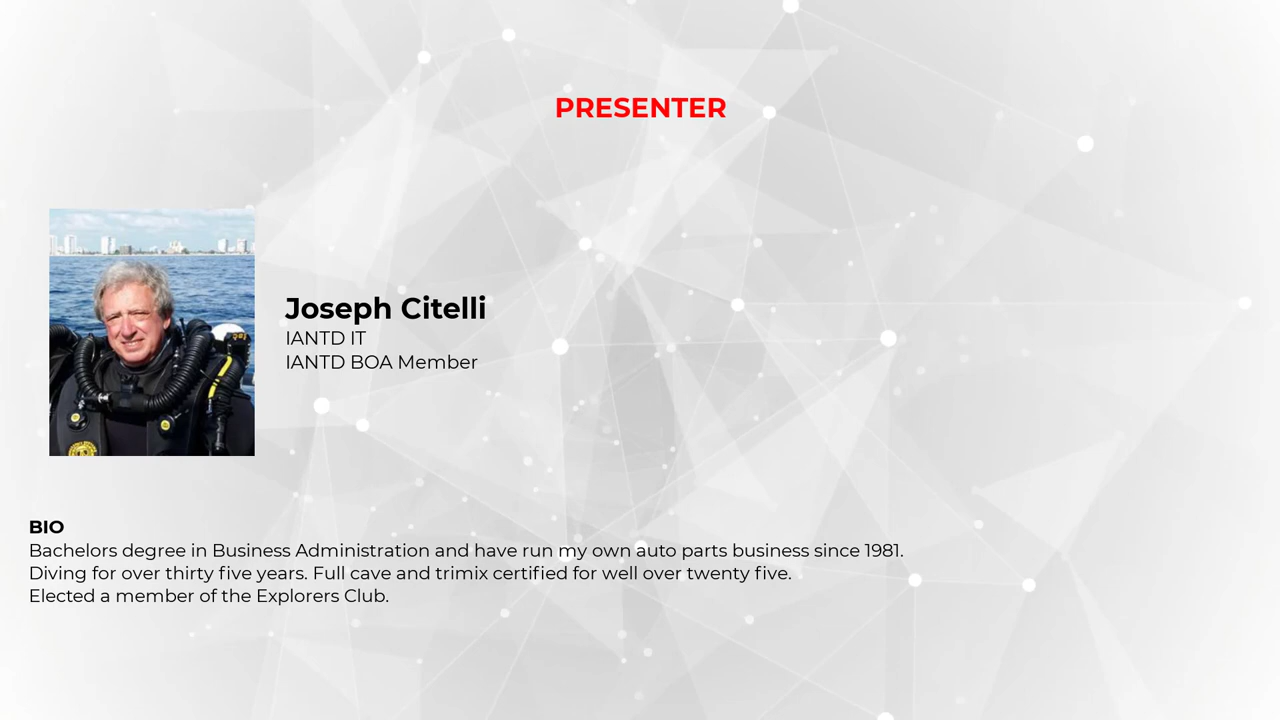 PRESENTER
Joseph Citelli
IANTD IT
IANTD BOA Member
BIO
Bachelors degree in Business Administration and have run my own auto parts business since 1981.
Diving for over thirty five years. Full cave and trimix certified for well over twenty five.
Elected a member of the Explorers Club.